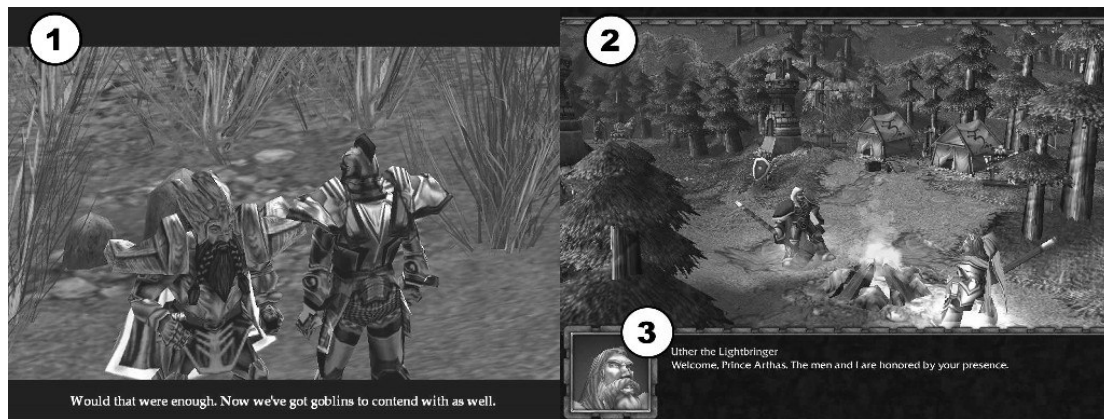 1
Would that were enough. Now we've got goblins to contend with as well.
2
3
Uther the Lightbringer
Welcome, Prince Arthas. The men and I are honored by your presence.